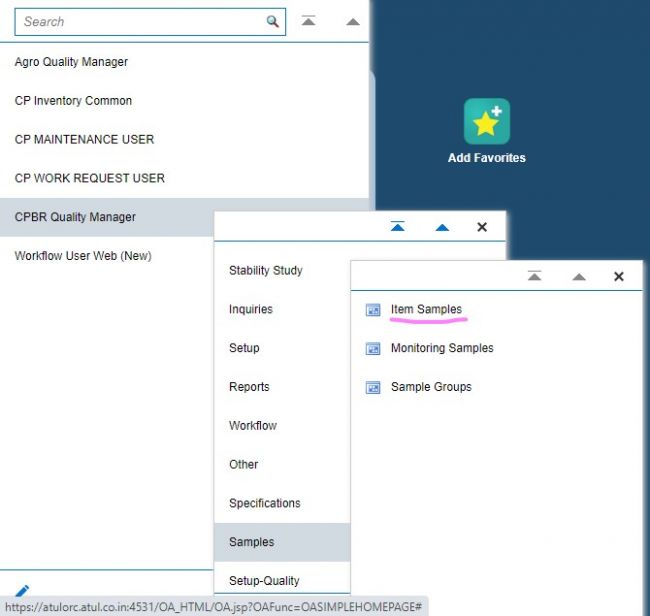 Search
Agro Quality Manager
CP Inventory Common
CP MAINTENANCE USER
CP WORK REQUEST USER
CPBR Quality Manager
Workflow User Web (New)
Add Favorites
Stability Study
Inquiries
Setup
Reports
Workflow
Other
Specifications
Samples
Setup-Quality
Item Samples
Monitoring Samples
Sample Groups
https://atulorc.atul.co.in:4531/OA_HTML/OA.jsp?OAFunc=OASIMPLEHOMEPAGE#